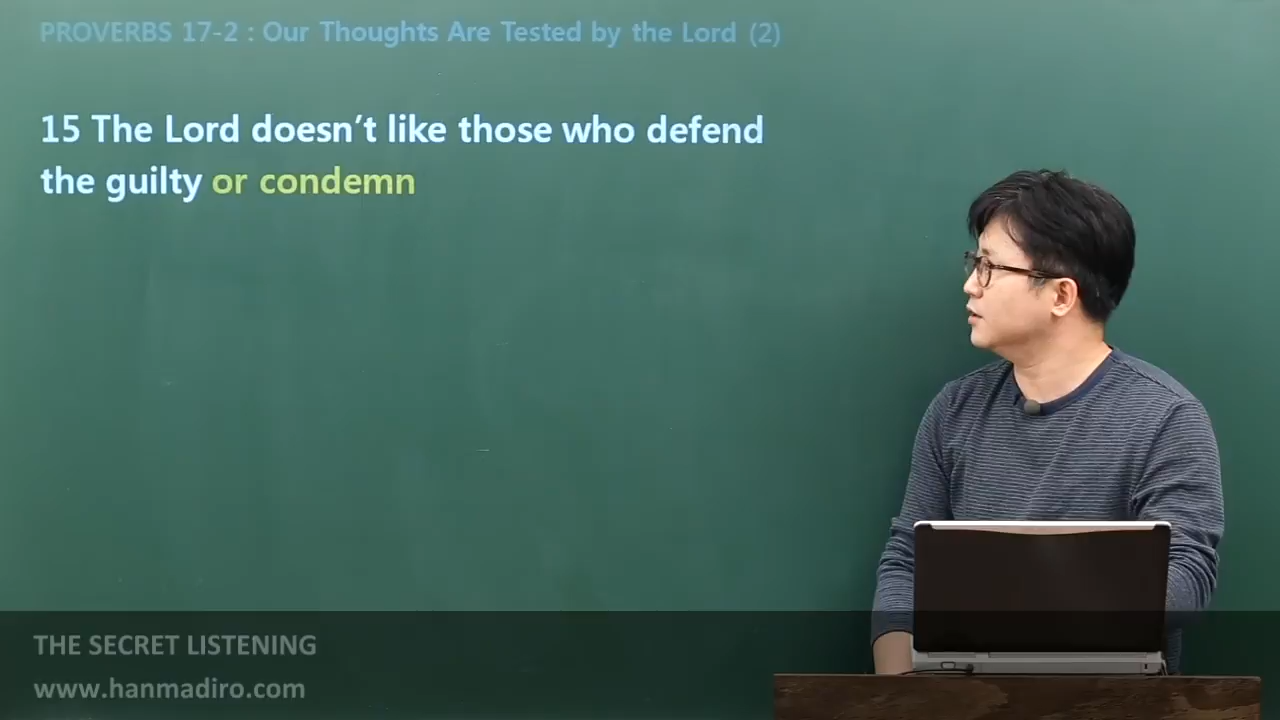 PROVERBS 17-2 : Our Thoughts Are Tested by the Lord (2)
15 The Lord doesn’t like those who defend
the guilty or condemn
THE SECRET LISTENING
www.hanmadiro.com